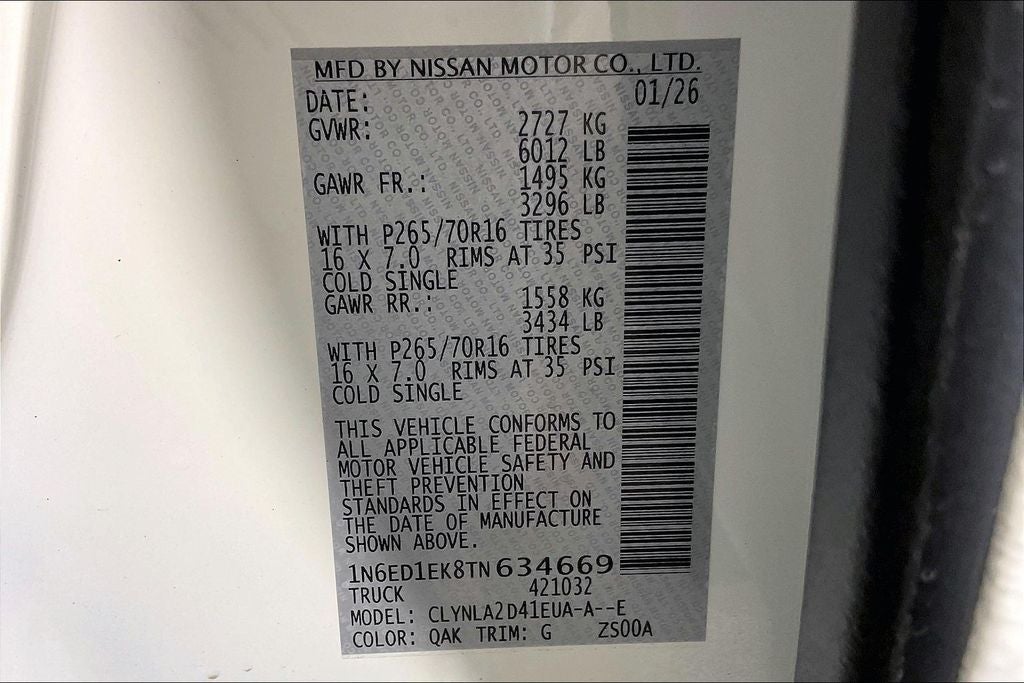 MFD BY NISSAN MOTOR CO., LTD.
DATE: 01/26
GVWR: 2727 KG
6012 LB
GAWR FR.: 1495 KG
3296 LB
WITH P265/70R16 TIRES
16 X 7.0 RIMS AT 35 PSI
COLD SINGLE
GAWR RR.: 1558 KG
3434 LB
WITH P265/70R16 TIRES
16 X 7.0 RIMS AT 35 PSI
COLD SINGLE
THIS VEHICLE CONFORMS TO
ALL APPLICABLE FEDERAL
MOTOR VEHICLE SAFETY AND
THEFT PREVENTION
STANDARDS IN EFFECT ON
THE DATE OF MANUFACTURE
SHOWN ABOVE.
1N6ED1EK8TN634669
TRUCK 421032
MODEL: CLYNLA2D41EUA-A--E
COLOR: QAK TRIM: G ZS00A